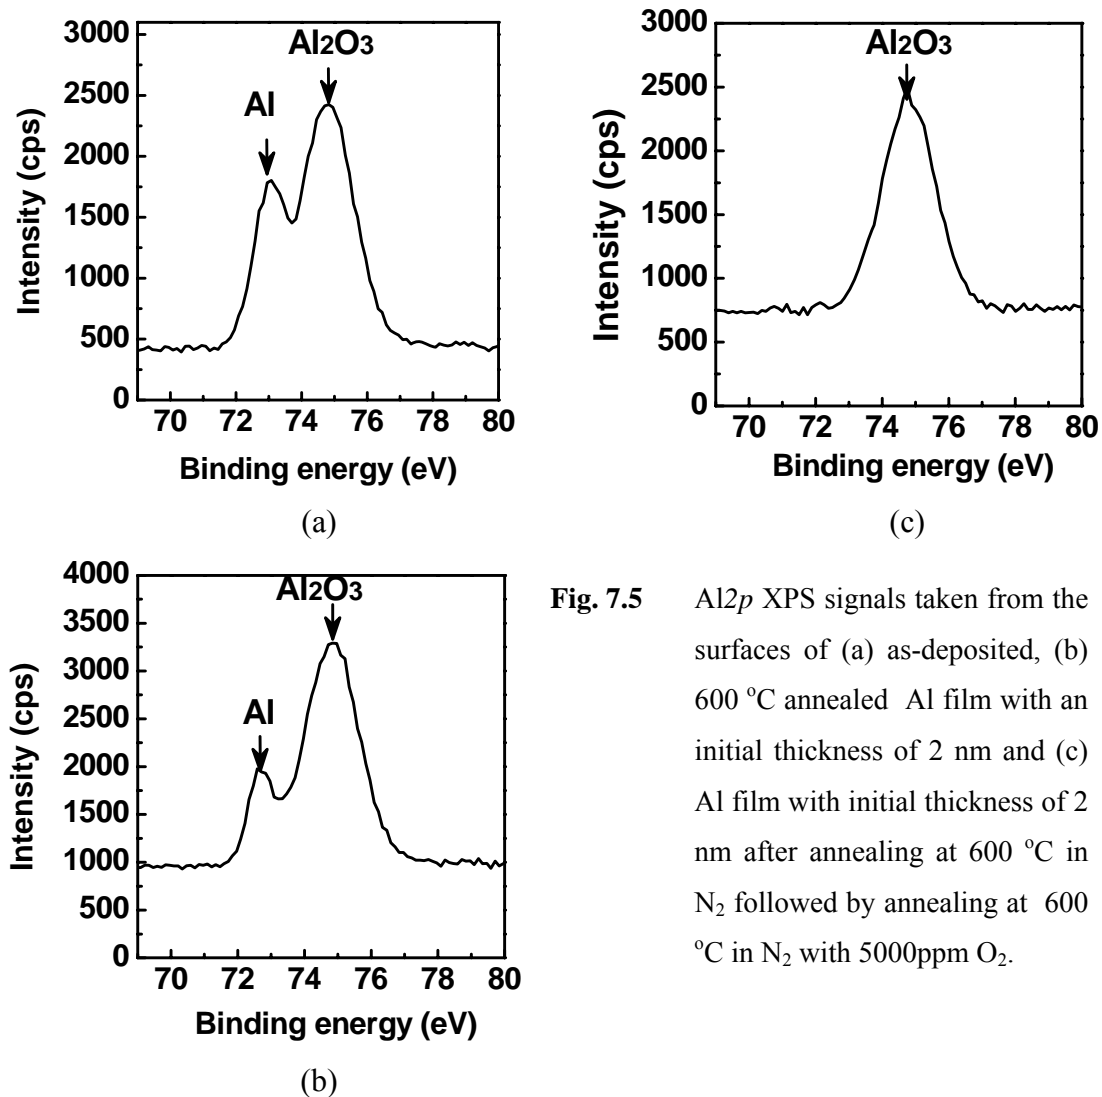 3000
2500
2000
1500
1000
500
0
Intensity (cps)
Al
Al2O3
70 72 74 76 78 80
Binding energy (eV)
(a)
3000
2500
2000
1500
1000
500
0
Intensity (cps)
Al2O3
70 72 74 76 78 80
Binding energy (eV)
(c)
4000
3500
3000
2500
2000
1500
1000
500
0
Intensity (cps)
Al2O3
Al
70 72 74 76 78 80
Binding energy (eV)
(b)
Fig. 7.5 Al2p XPS signals taken from the
surfaces of (a) as-deposited, (b)
600 °C annealed Al film with an
initial thickness of 2 nm and (c)
Al film with initial thickness of 2
nm after annealing at 600 °C in
N2 followed by annealing at 600
°C in N2 with 5000ppm O2.